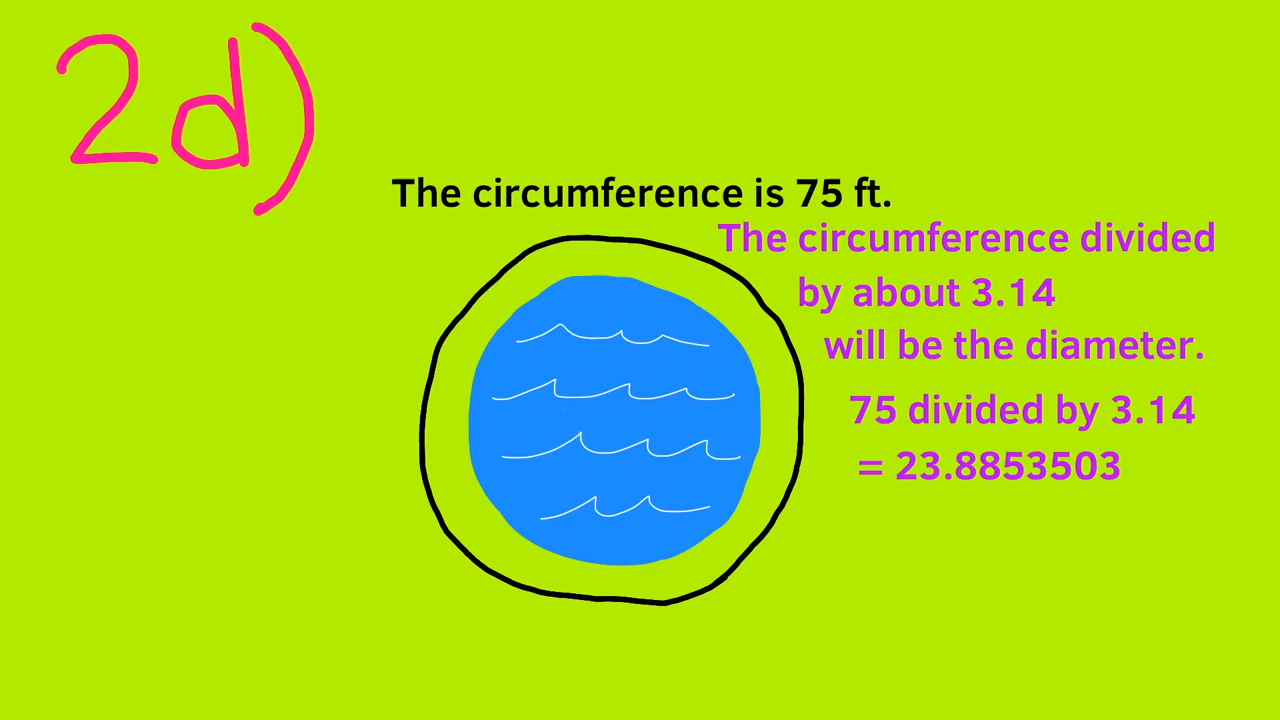 2d)
The circumference is 75 ft.
The circumference divided
by about 3.14
will be the diameter.
75 divided by 3.14
= 23.8853503